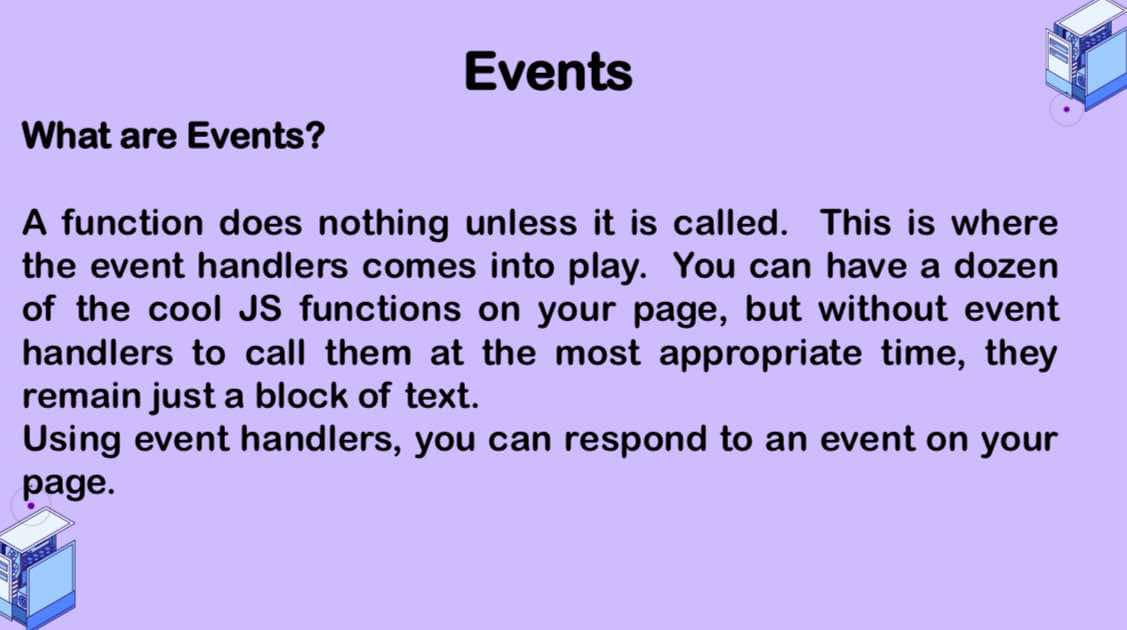 Events
What are Events?
A function does nothing unless it is called. This is where
the event handlers comes into play. You can have a dozen
of the cool JS functions on your page, but without event
handlers to call them at the most appropriate time, they
remain just a block of text.
Using event handlers, you can respond to an event on your
page.